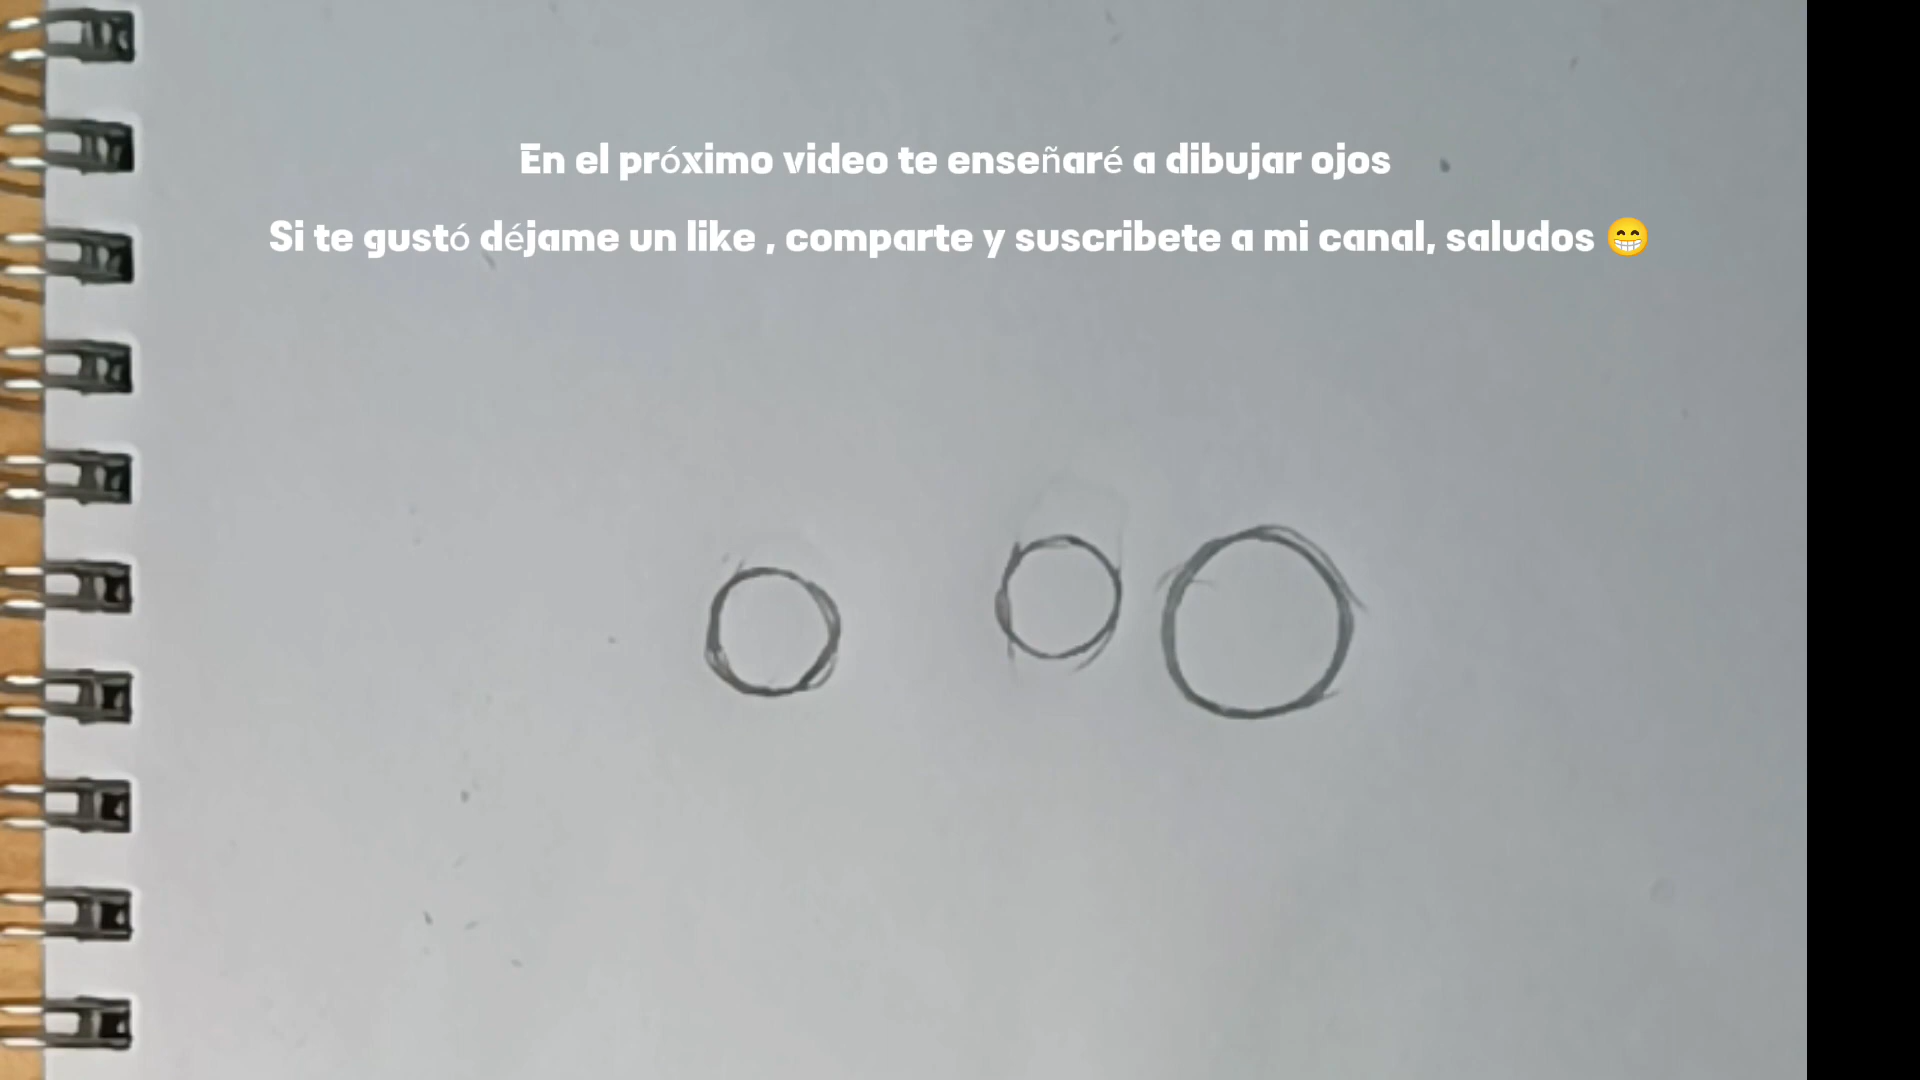 En el próximo video te enseñaré a dibujar ojos
Si te gustó déjame un like , comparte y suscribete a mi canal, saludos 😁